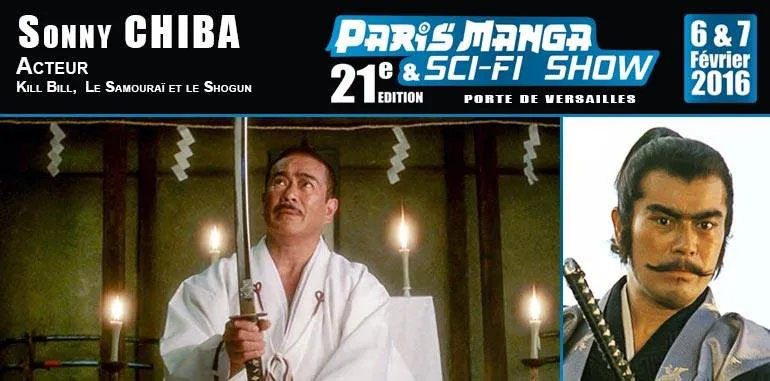 Sonny CHIBA
Acteur
Kill Bill, Le Samouraï et le Shogun
PARIS MANGA
21e EDITION & SCI-FI SHOW
PORTE DE VERSAILLES
6 & 7
Février
2016